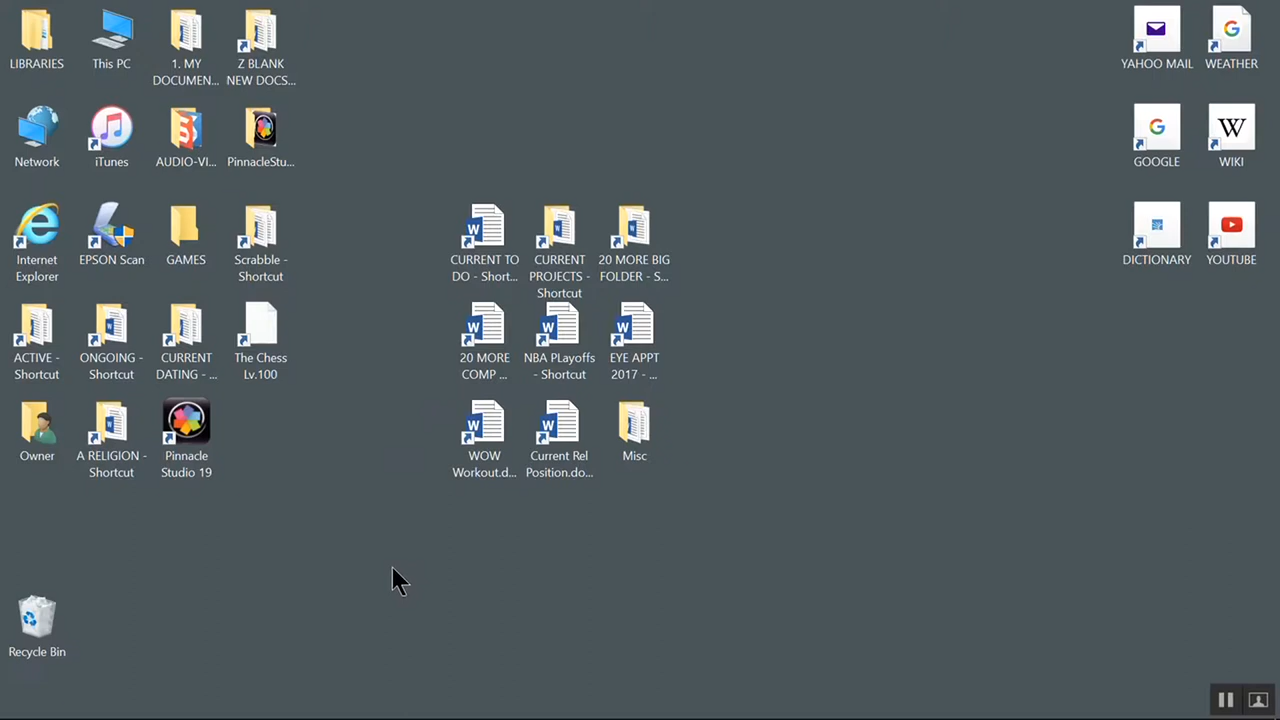 LIBRARIES
This PC
1. MY
DOCUMEN...
Z BLANK
NEW DOCS...
YAHOO MAIL
WEATHER
Network
iTunes
AUDIO-VI...
PinnacleStu...
GOOGLE
W
WIKI
Internet
Explorer
EPSON Scan
GAMES
Scrabble -
Shortcut
CURRENT TO
DO - Short...
CURRENT
PROJECTS -
Shortcut
20 MORE BIG
FOLDER - S...
DICTIONARY
YOUTUBE
ACTIVE -
Shortcut
ONGOING -
Shortcut
CURRENT
DATING - ...
The Chess
Lv.100
20 MORE
COMP ...
NBA PLayoffs
- Shortcut
EYE APPT
2017 - ...
Owner
A RELIGION -
Shortcut
Pinnacle
Studio 19
WOW
Workout.d...
Current Rel
Position.do...
Misc
Recycle Bin